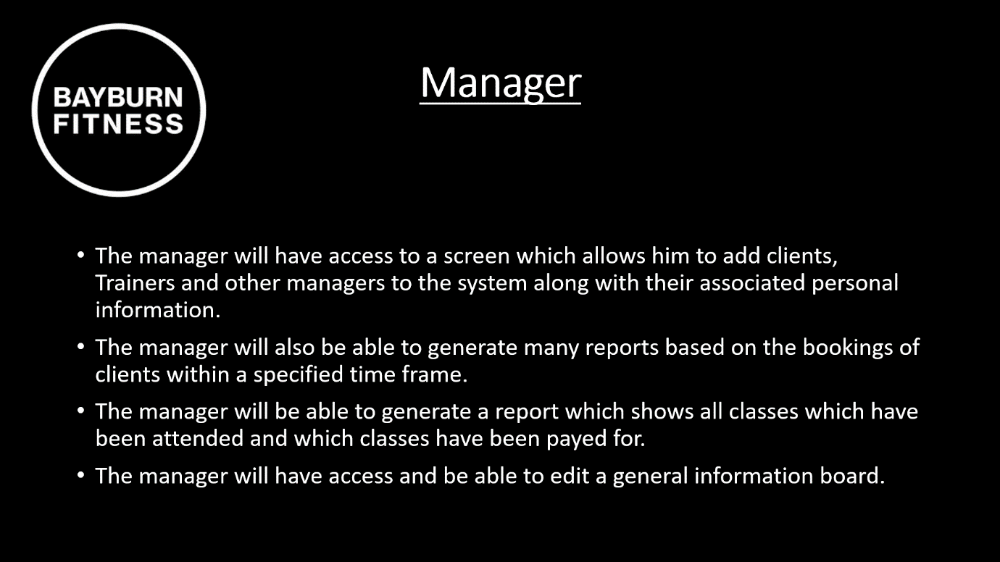 BAYBURN
FITNESS
Manager
• The manager will have access to a screen which allows him to add clients,
Trainers and other managers to the system along with their associated personal
information.
• The manager will also be able to generate many reports based on the bookings of
clients within a specified time frame.
• The manager will be able to generate a report which shows all classes which have
been attended and which classes have been payed for.
• The manager will have access and be able to edit a general information board.